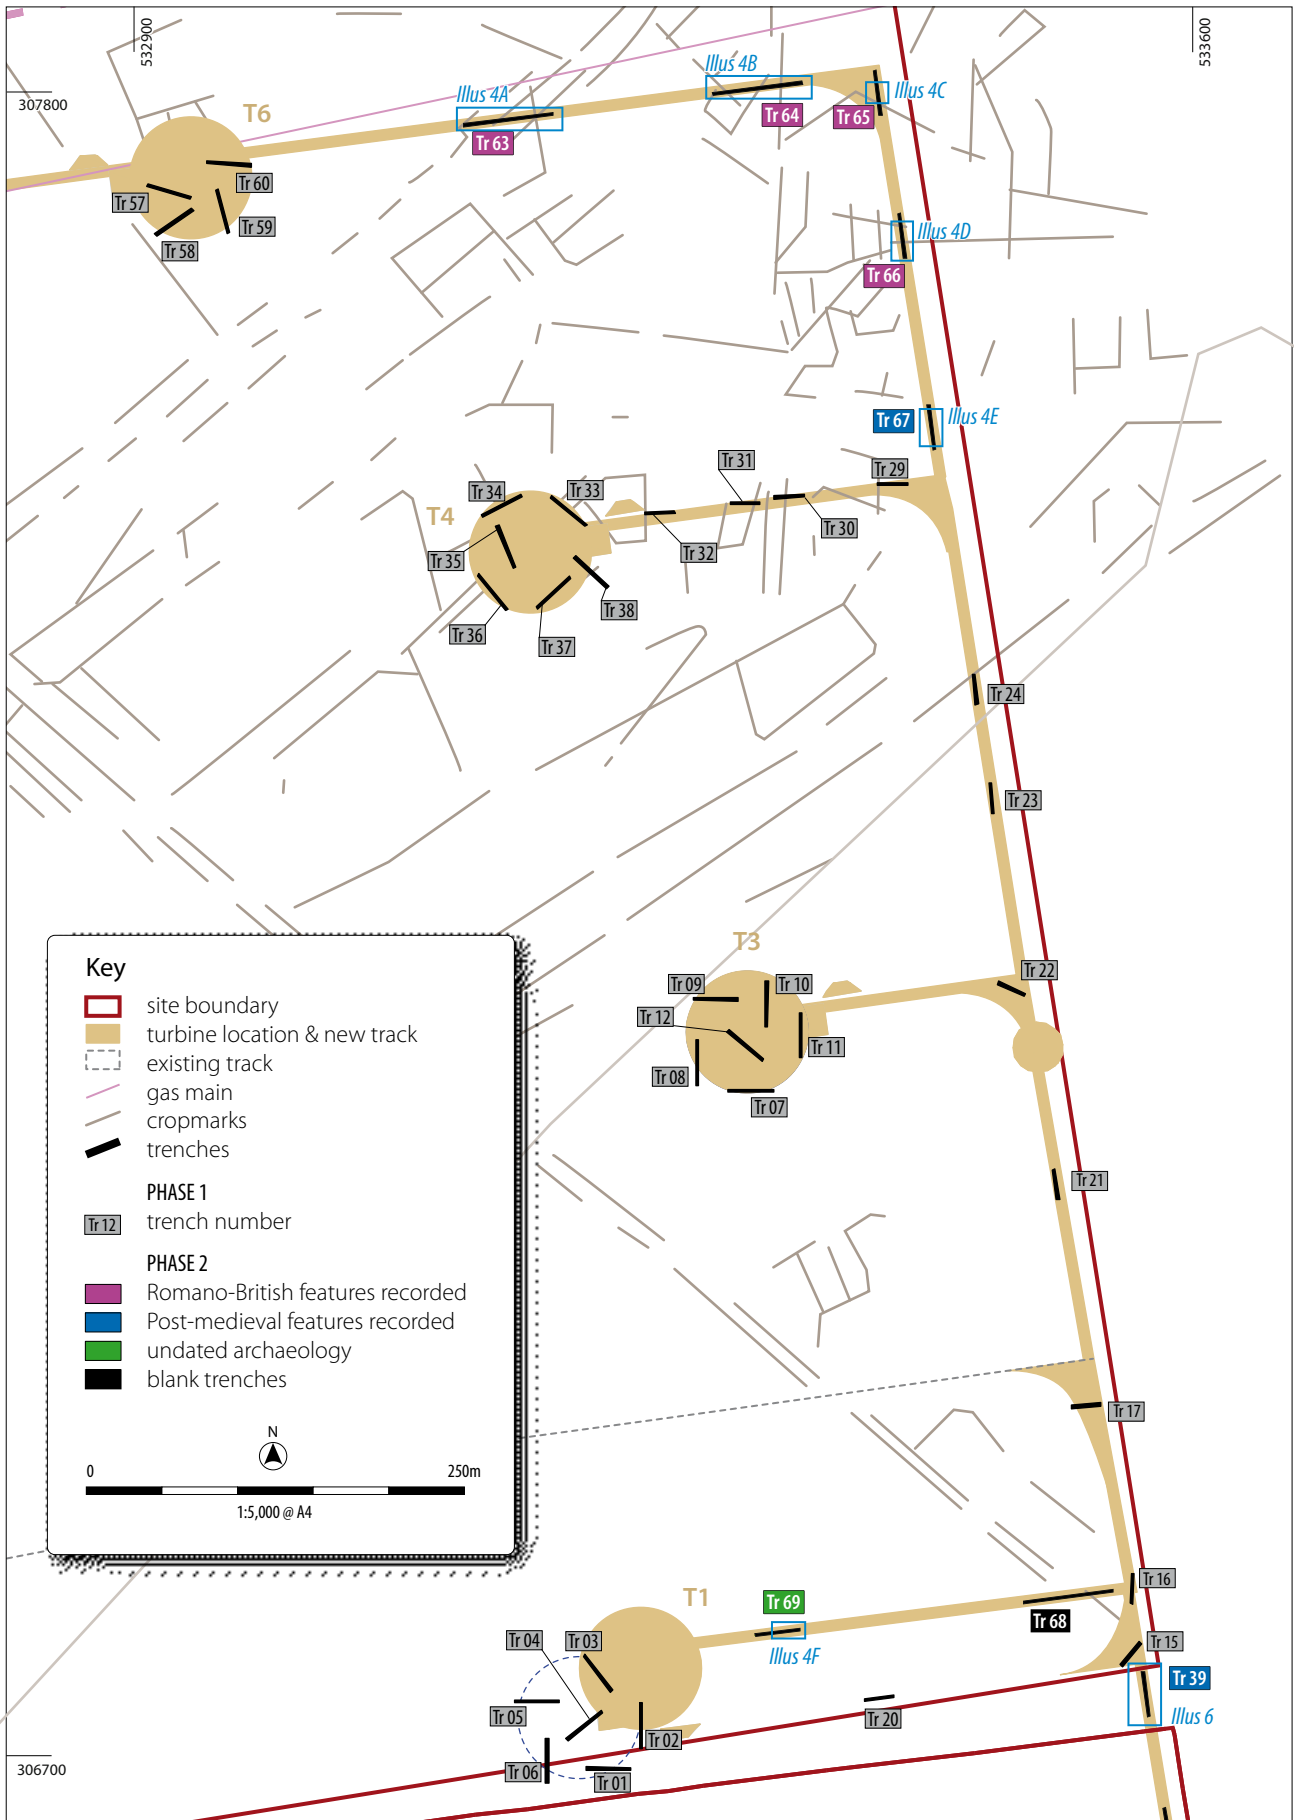 532900
533600
307800
T6
Illus 4A
Illus 4B
Illus 4C
Tr 63
Tr 64
Tr 65
Tr 60
Tr 57
Tr 59
Tr 58
Illus 4D
Tr 66
Tr 67
Illus 4E
Tr 31
Tr 29
Tr 34
Tr 33
T4
Tr 30
Tr 32
Tr 35
Tr 38
Tr 36
Tr 37
Tr 24
Tr 23
T3
Tr 22
Tr 09
Tr 10
Tr 12
Tr 11
Tr 08
Tr 07
Tr 21
Tr 17
Key
site boundary
turbine location & new track
existing track
gas main
cropmarks
trenches
PHASE 1
Tr 12 trench number
PHASE 2
Romano-British features recorded
Post-medieval features recorded
undated archaeology
blank trenches
N
0 250m
1:5,000 @ A4
T1
Tr 69
Tr 16
Tr 68
Tr 04
Tr 03
Illus 4F
Tr 15
Tr 39
Tr 05
Tr 20
Illus 6
Tr 02
Tr 06
Tr 01
306700